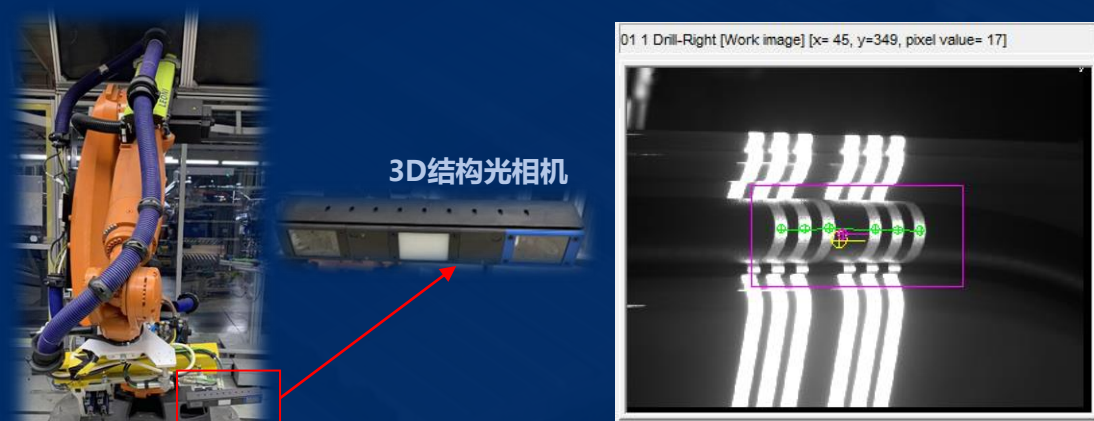 01 1 Drill-Right [Work image] [x= 45, y=349, pixel value= 17]
3D结构光相机